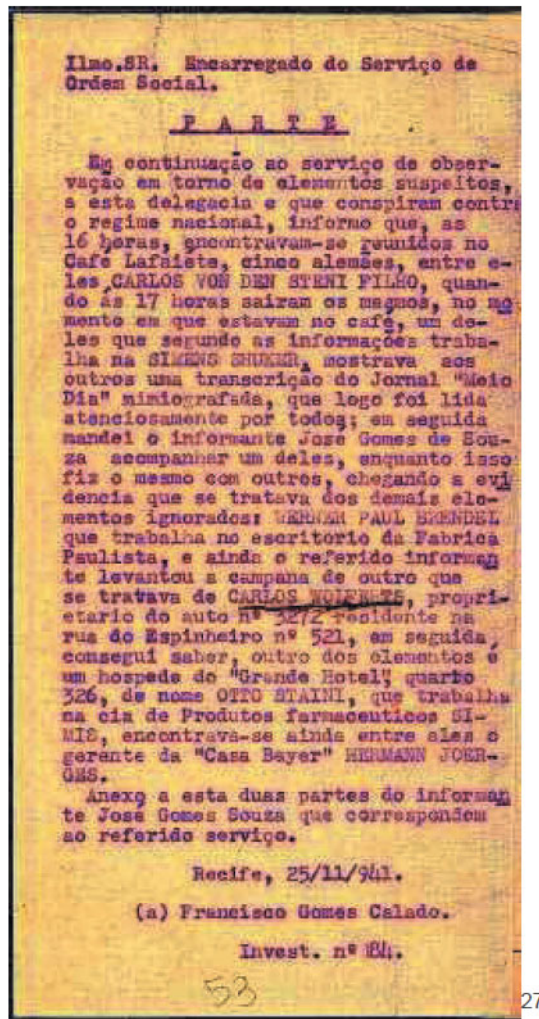 Ilmo.SR. Encarregado do Serviço de
Ordem Social.
P A R T E
Em continuação ao serviço de obser-
vação em torno de elementos suspeitos,
a esta delegacia e que conspiram contra
o regime nacional, informo que, as
16 horas, encontravam-se reunidos no
Café Lafaiete, cinco alemães, entre e-
les CARLOS VON DEN STENI FILHO, quan-
do ás 17 horas sairam os mesmos, no mo
mento em que estavam no café, um de-
les que segundo as informações traba-
lha na SIMENS SHUKER, mostrava aos
outros uma transcrição do Jornal "Meio
Dia" mimiografada, que logo foi lida
atenciosamente por todos; em seguida
mandei o informante José Gomes de Sou-
za acompanhar um deles, enquanto isso
fiz o mesmo com outros, chegando a evi
dencia que se tratava dos demais ele-
mentos ignorados: WERNER PAUL BRENDEL
que trabalha no escritorio da Fabrica
Paulista, e ainda o referido informan
te levantou a campana de outro que
se tratava de CARLOS WOLFBETS, propri-
etario do auto nº 3272 residente na
rua do Espinheiro nº 521, em seguida,
consegui saber, outro dos elementos é
um hospede do "Grande Hotel", quarto
326, de nome OTTO STAINI, que trabalha
na cia de Produtos farmaceuticos SI-
MIS, encontrava-se ainda entre eles o
gerente da "Casa Bayer" HERMANN JOER-
GES.
Anexo a esta duas partes do informan
te José Gomes Souza que correspondem
ao referido serviço.
Recife, 25/11/941.
(a) Francisco Gomes Calado.
Invest. nº 184.
53
27